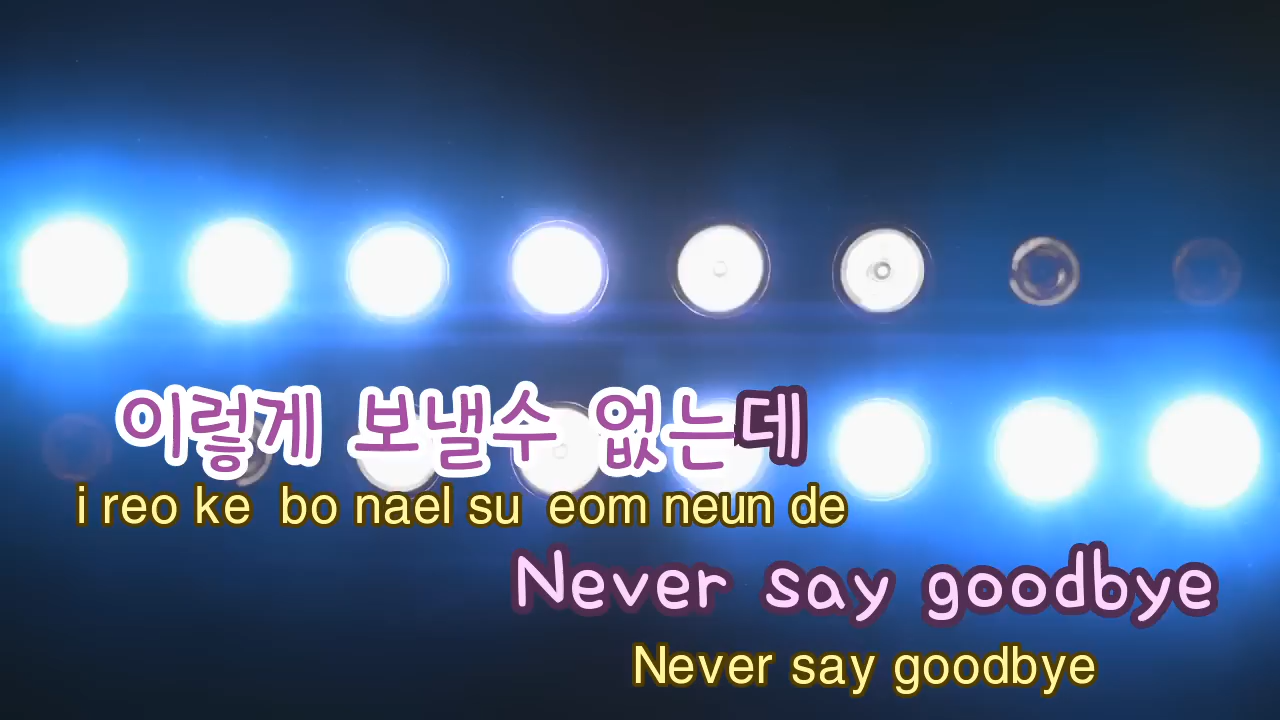 이렇게 보낼수 없는데
i reo ke bo nael su eom neun de
Never say goodbye
Never say goodbye